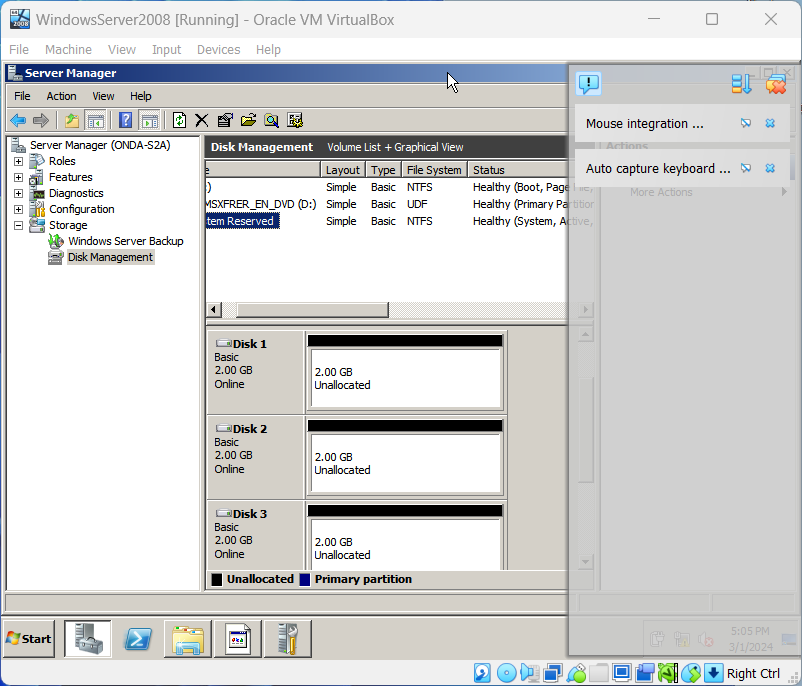 WindowsServer2008 [Running] - Oracle VM VirtualBox
File Machine View Input Devices Help
Server Manager
File Action View Help
Server Manager (ONDA-S2A)
Roles
Features
Diagnostics
Configuration
Storage
Windows Server Backup
Disk Management
Disk Management Volume List + Graphical View
Layout Type File System Status
:) Simple Basic NTFS Healthy (Boot, Page File
MSXFRER_EN_DVD (D:) Simple Basic UDF Healthy (Primary Partition
tem Reserved Simple Basic NTFS Healthy (System, Active,
Disk 1
Basic
2.00 GB
Online
2.00 GB
Unallocated
Disk 2
Basic
2.00 GB
Online
2.00 GB
Unallocated
Disk 3
Basic
2.00 GB
Online
2.00 GB
Unallocated
Unallocated Primary partition
Mouse integration ...
Actions
Auto capture keyboard ...
More Actions
Start
5:05 PM
3/1/2024
Right Ctrl